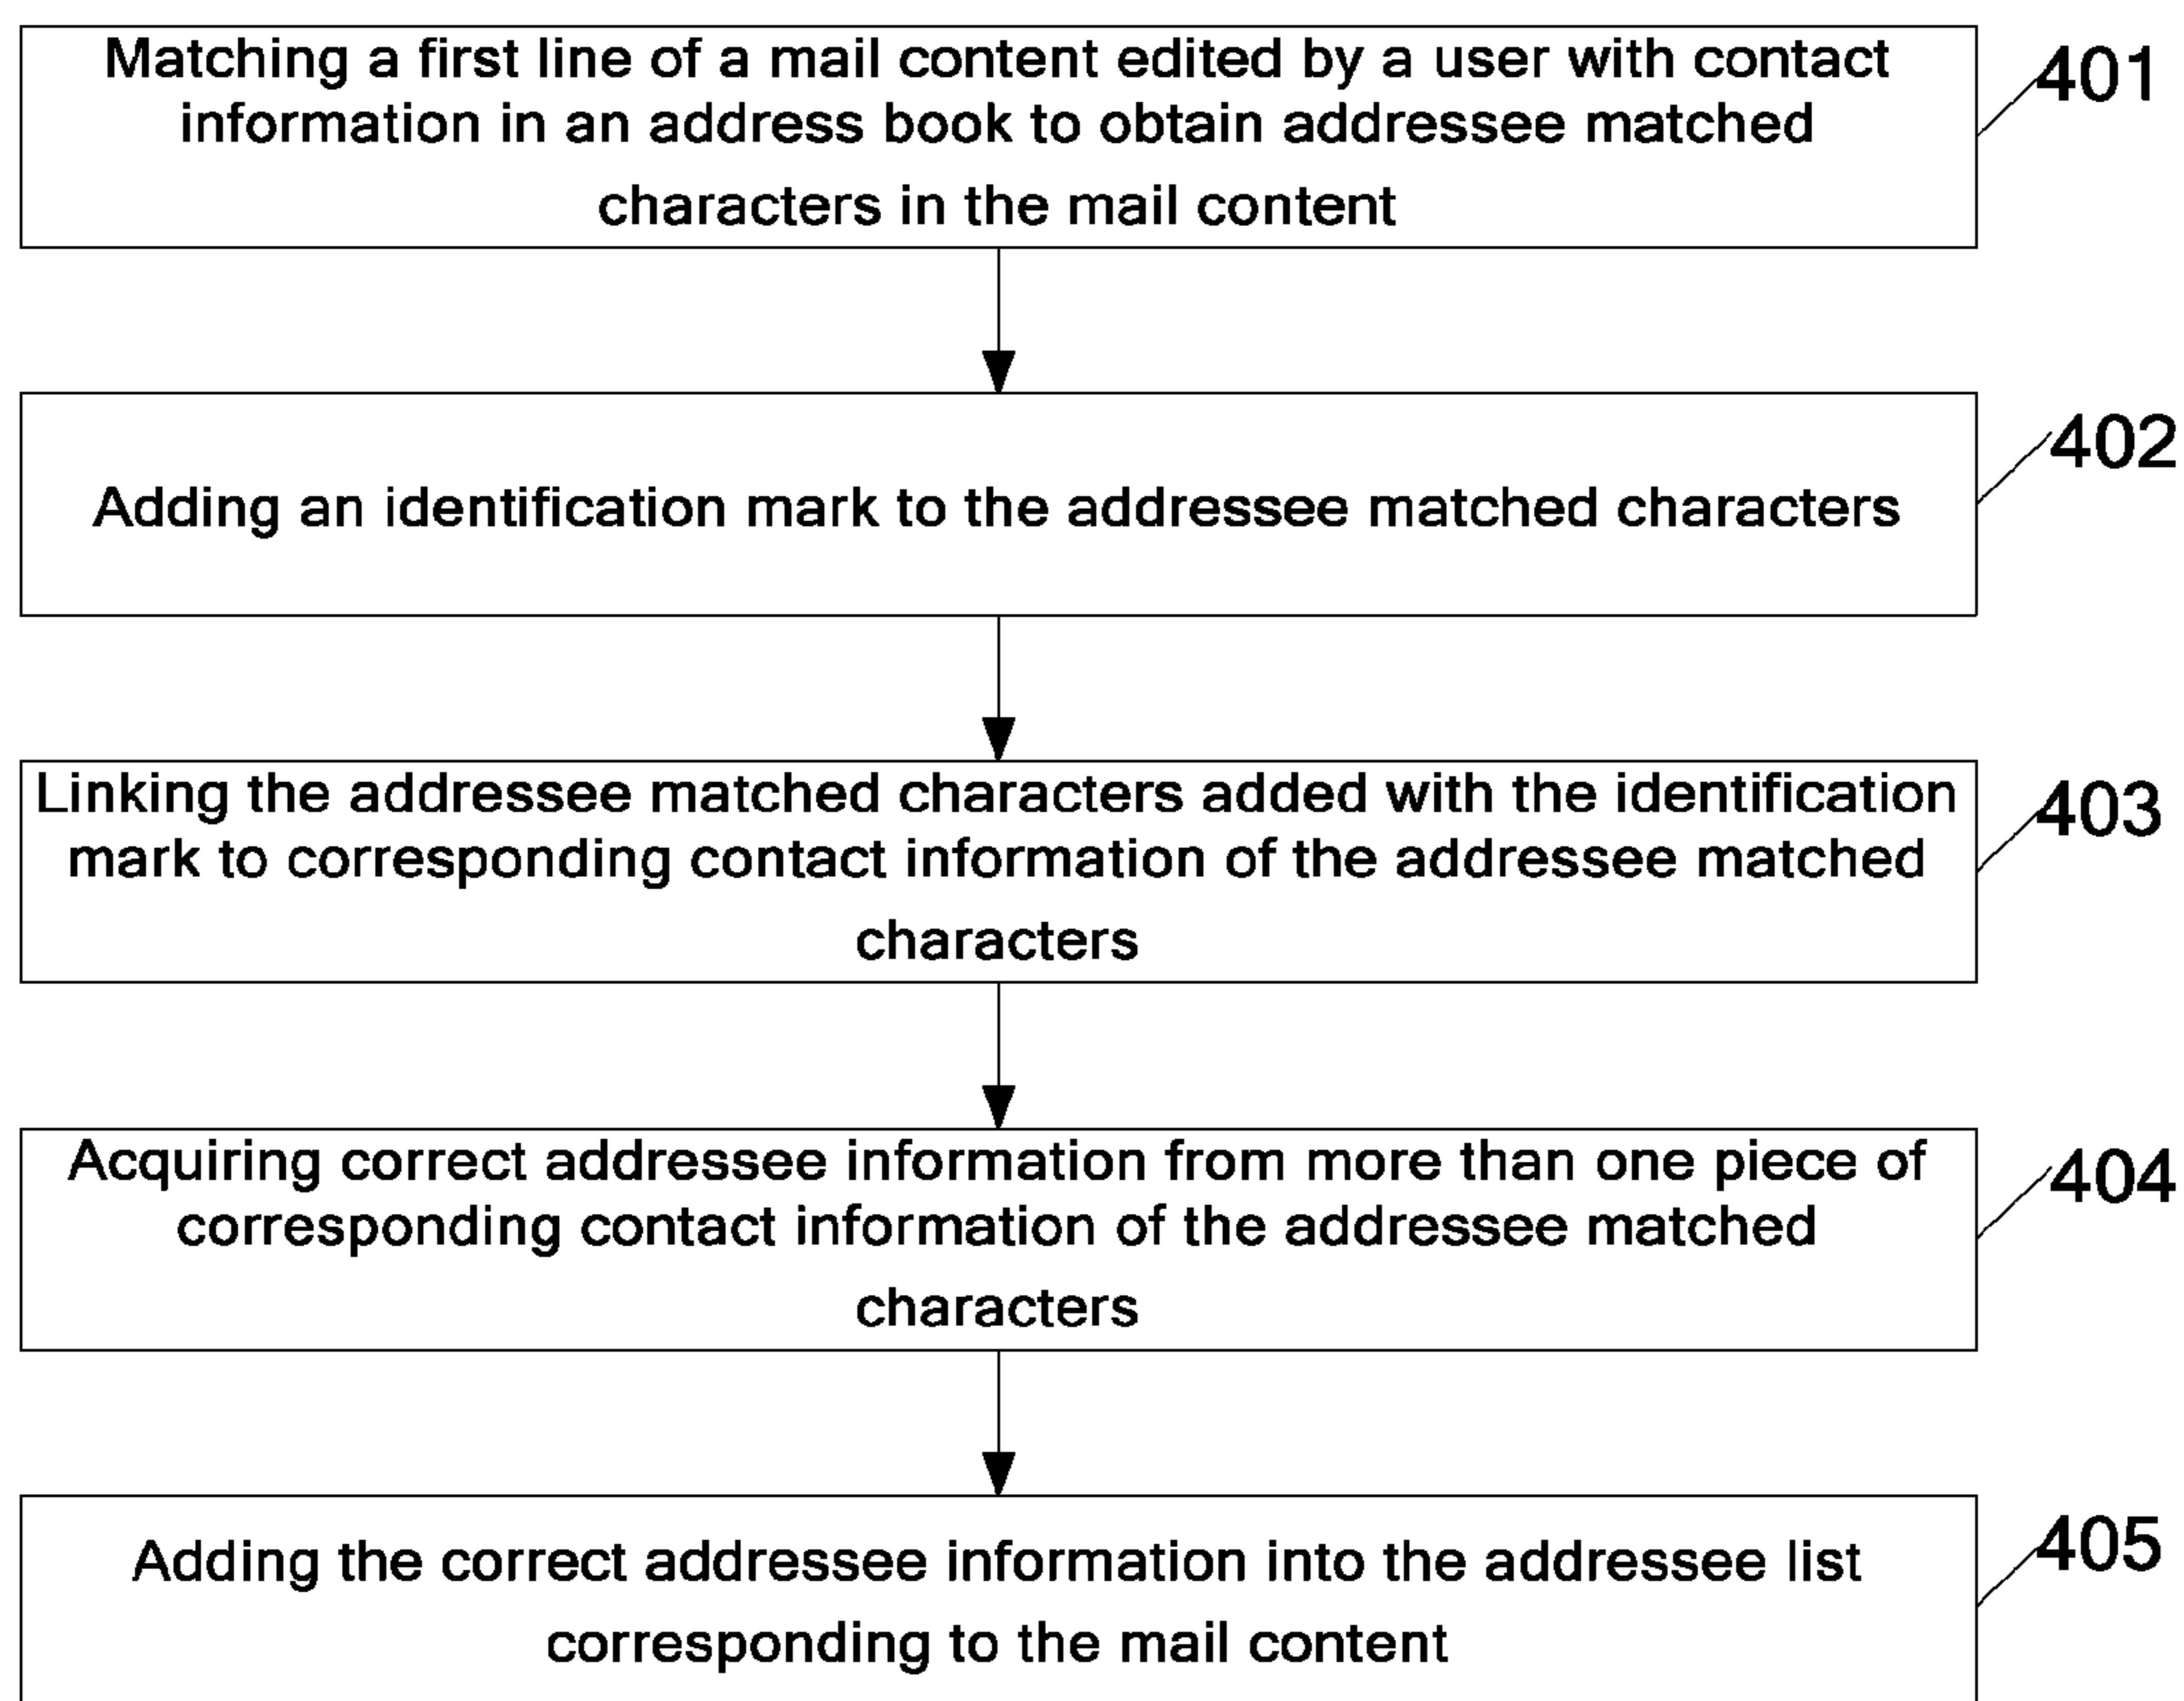 Matching a first line of a mail content edited by a user with contact
information in an address book to obtain addressee matched
characters in the mail content
401
Adding an identification mark to the addressee matched characters
402
Linking the addressee matched characters added with the identification
mark to corresponding contact information of the addressee matched
characters
403
Acquiring correct addressee information from more than one piece of
corresponding contact information of the addressee matched
characters
404
Adding the correct addressee information into the addressee list
corresponding to the mail content
405